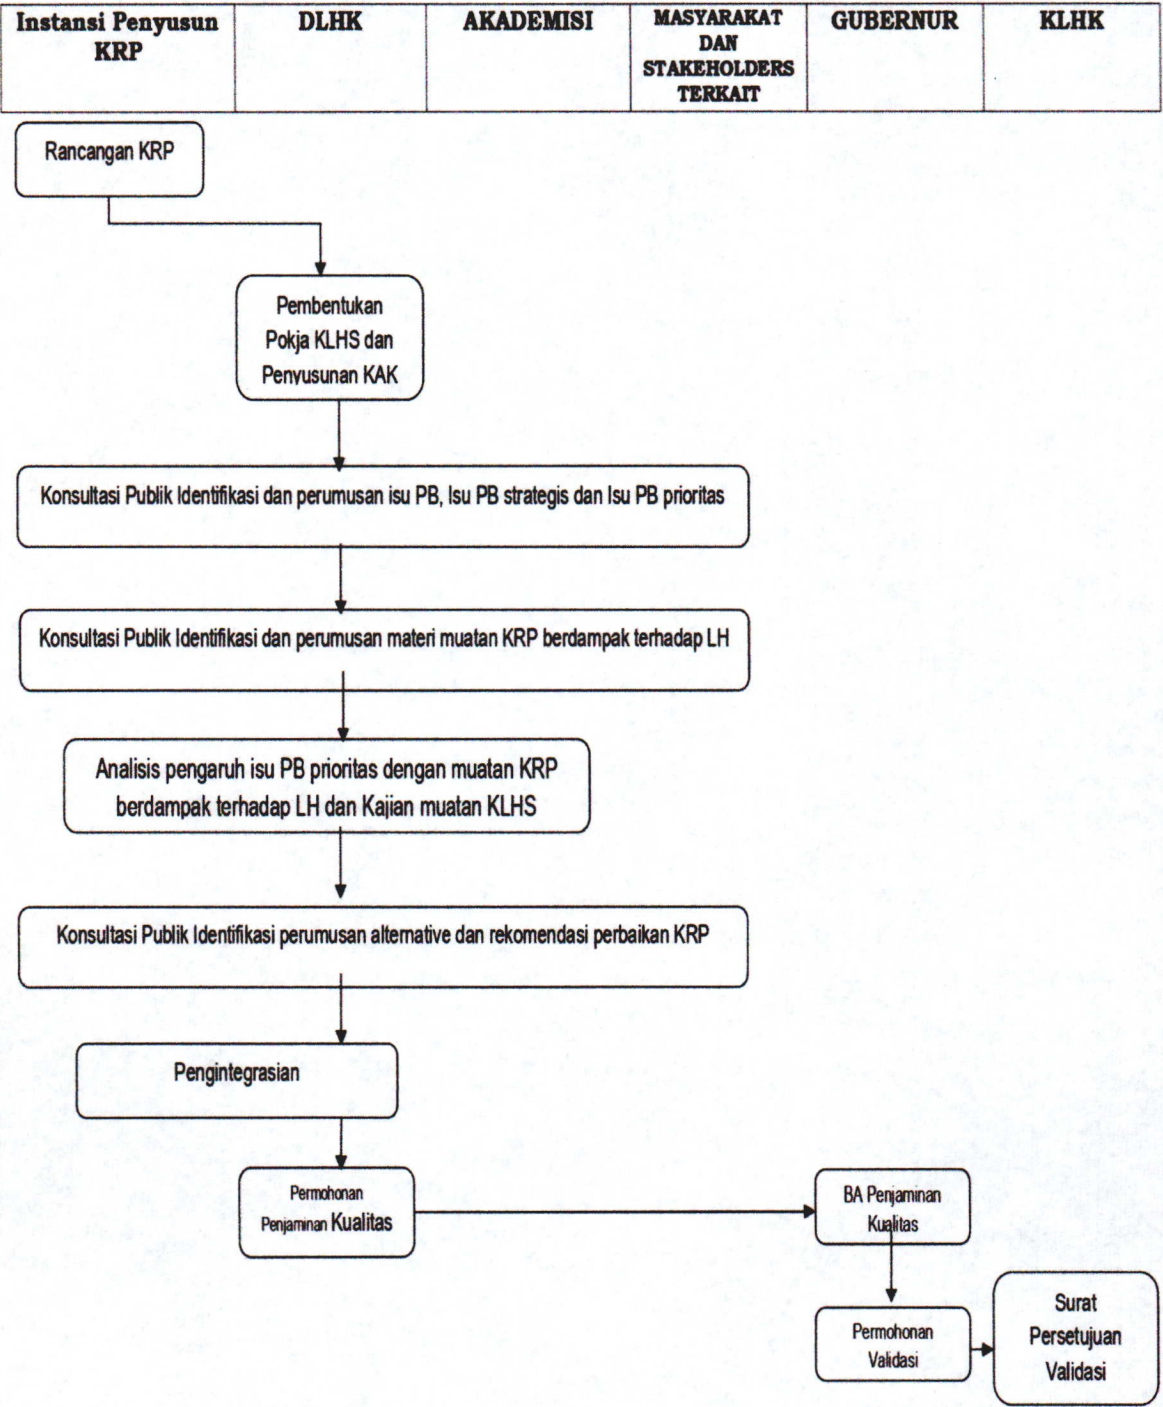 Instansi Penyusun
KRP
DLHK
AKADEMISI
MASYARAKAT
DAN
STAKEHOLDERS
TERKAIT
GUBERNUR
KLHK
Rancangan KRP
Pembentukan
Pokja KLHS dan
Penyusunan KAK
Konsultasi Publik Identifikasi dan perumusan isu PB, Isu PB strategis dan Isu PB prioritas
Konsultasi Publik Identifikasi dan perumusan materi muatan KRP berdampak terhadap LH
Analisis pengaruh isu PB prioritas dengan muatan KRP
berdampak terhadap LH dan Kajian muatan KLHS
Konsultasi Publik Identifikasi perumusan alternative dan rekomendasi perbaikan KRP
Pengintegrasian
Permohonan
Penjaminan Kualitas
BA Penjaminan
Kualitas
Permohonan
Validasi
Surat
Persetujuan
Validasi